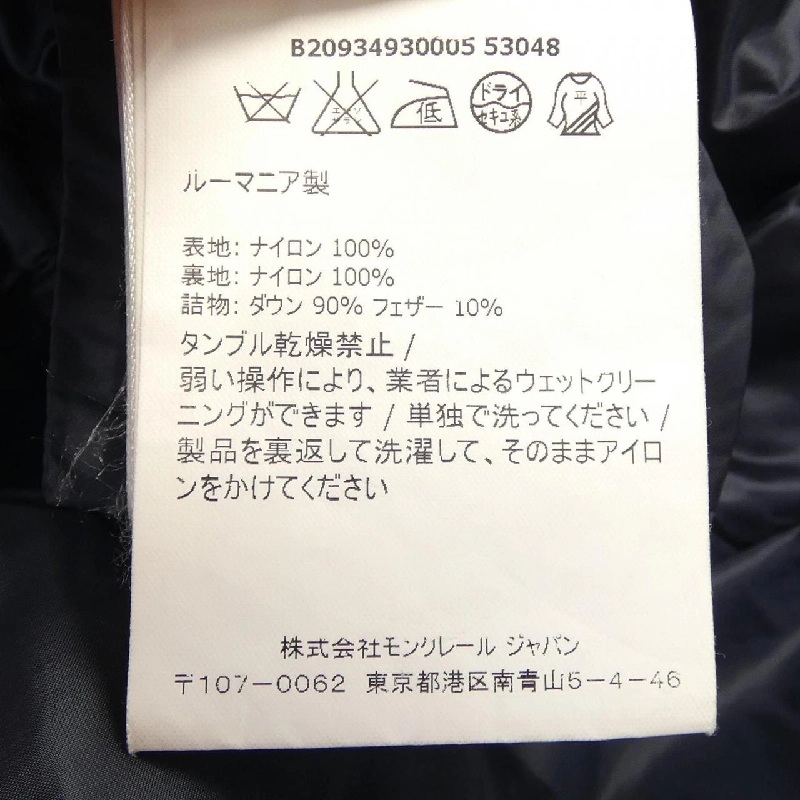 B20934930005 53048
エンソ
サラシ
低
ドライ
セキユ系
平
ルーマニア製
表地: ナイロン 100%
裏地: ナイロン 100%
詰物: ダウン 90% フェザー 10%
タンブル乾燥禁止 /
弱い操作により、業者によるウェットクリー
ニングができます / 単独で洗ってください /
製品を裏返して洗濯して、そのままアイロ
ンをかけてください
株式会社モンクレール ジャパン
〒107-0062 東京都港区南青山5-4-46